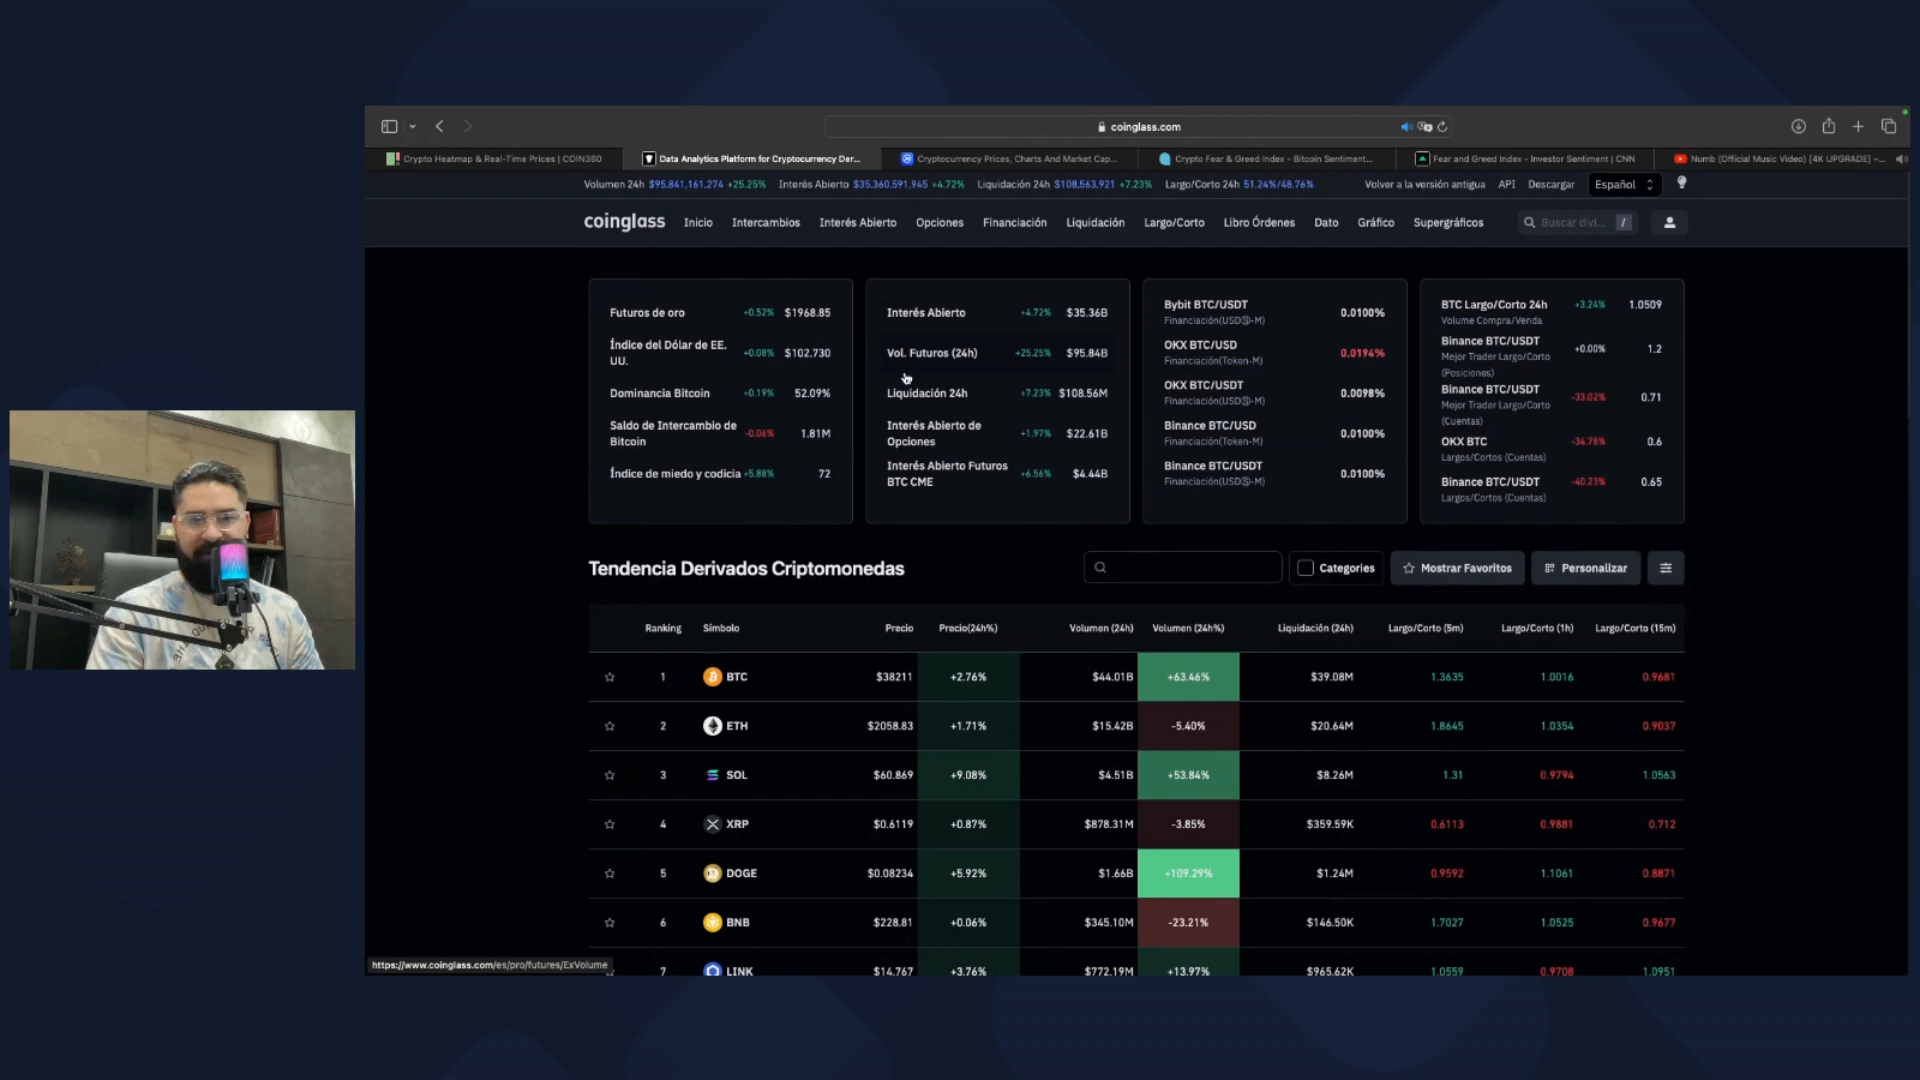 coinglass.com
Crypto Heatmap & Real-Time Prices | COIN360
Data Analytics Platform for Cryptocurrency Der...
Cryptocurrency Prices, Charts And Market Cap...
Crypto Fear & Greed Index - Bitcoin Sentiment...
Fear and Greed Index - Investor Sentiment | CNN
Numb (Official Music Video) [4K UPGRADE] –...
Volumen 24h $95,841,161,274 +25.25% Interés Abierto $35,360,591,945 +4.72% Liquidación 24h $108,563,921 +7.23% Largo/Corto 24h 51.24%/48.76% Volver a la versión antigua API Descargar Español
coinglass Inicio Intercambios Interés Abierto Opciones Financiación Liquidación Largo/Corto Libro Órdenes Dato Gráfico Supergráficos Buscar divi... /
Futuros de oro +0.52% $1968.85
Índice del Dólar de EE.
UU. +0.08% $102.730
Dominancia Bitcoin +0.19% 52.09%
Saldo de Intercambio de
Bitcoin -0.06% 1.81M
Índice de miedo y codicia +5.88% 72
Interés Abierto +4.72% $35.36B
Vol. Futuros (24h) +25.25% $95.84B
Liquidación 24h +7.23% $108.56M
Interés Abierto de
Opciones +1.97% $22.61B
Interés Abierto Futuros
BTC CME +6.56% $4.44B
Bybit BTC/USDT 0.0100%
Financiación(USDⓈ-M)
OKX BTC/USD 0.0194%
Financiación(Token-M)
OKX BTC/USDT 0.0098%
Financiación(USDⓈ-M)
Binance BTC/USD 0.0100%
Financiación(Token-M)
Binance BTC/USDT 0.0100%
Financiación(USDⓈ-M)
BTC Largo/Corto 24h +3.24% 1.0509
Volume Compra/Venda
Binance BTC/USDT +0.00% 1.2
Mejor Trader Largo/Corto
(Posiciones)
Binance BTC/USDT -33.02% 0.71
Mejor Trader Largo/Corto
(Cuentas)
OKX BTC -34.78% 0.6
Largos/Cortos (Cuentas)
Binance BTC/USDT -40.23% 0.65
Largos/Cortos (Cuentas)
Tendencia Derivados Criptomonedas Categories Mostrar Favoritos Personalizar
Ranking Símbolo Precio Precio(24h%) Volumen (24h) Volumen (24h%) Liquidación (24h) Largo/Corto (5m) Largo/Corto (1h) Largo/Corto (15m)
1 BTC $38211 +2.76% $44.01B +63.46% $39.08M 1.3635 1.0016 0.9681
2 ETH $2058.83 +1.71% $15.42B -5.40% $20.64M 1.8645 1.0354 0.9037
3 SOL $60.869 +9.08% $4.51B +53.84% $8.26M 1.31 0.9794 1.0563
4 XRP $0.6119 +0.87% $878.31M -3.85% $359.59K 0.6113 0.9881 0.712
5 DOGE $0.08234 +5.92% $1.66B +109.29% $1.24M 0.9592 1.1061 0.8871
6 BNB $228.81 +0.06% $345.10M -23.21% $146.50K 1.7027 1.0525 0.9677
7 LINK $14.767 +3.76% $772.19M +13.97% $965.62K 1.0559 0.9708 1.0951
https://www.coinglass.com/es/pro/futures/ExVolume